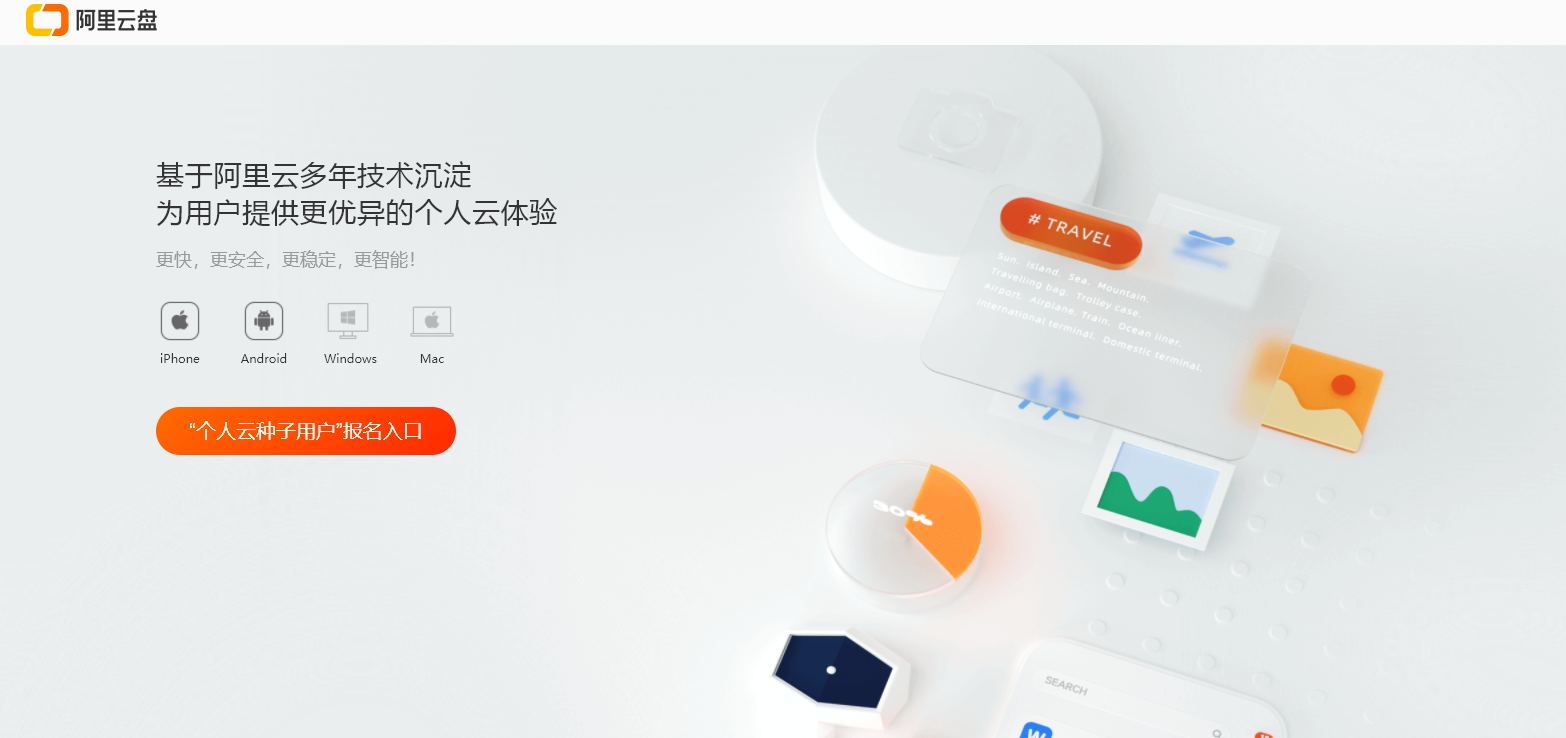 阿里云盘
基于阿里云多年技术沉淀
为用户提供更优异的个人云体验
更快，更安全，更稳定，更智能！
iPhone
Android
Windows
Mac
“个人云种子用户”报名入口
# TRAVEL
Sun. Island. Sea. Mountain.
Travelling bag. Trolley case.
Airport. Airplane. Train. Ocean liner.
International terminal. Domestic terminal.
30%
SEARCH
W